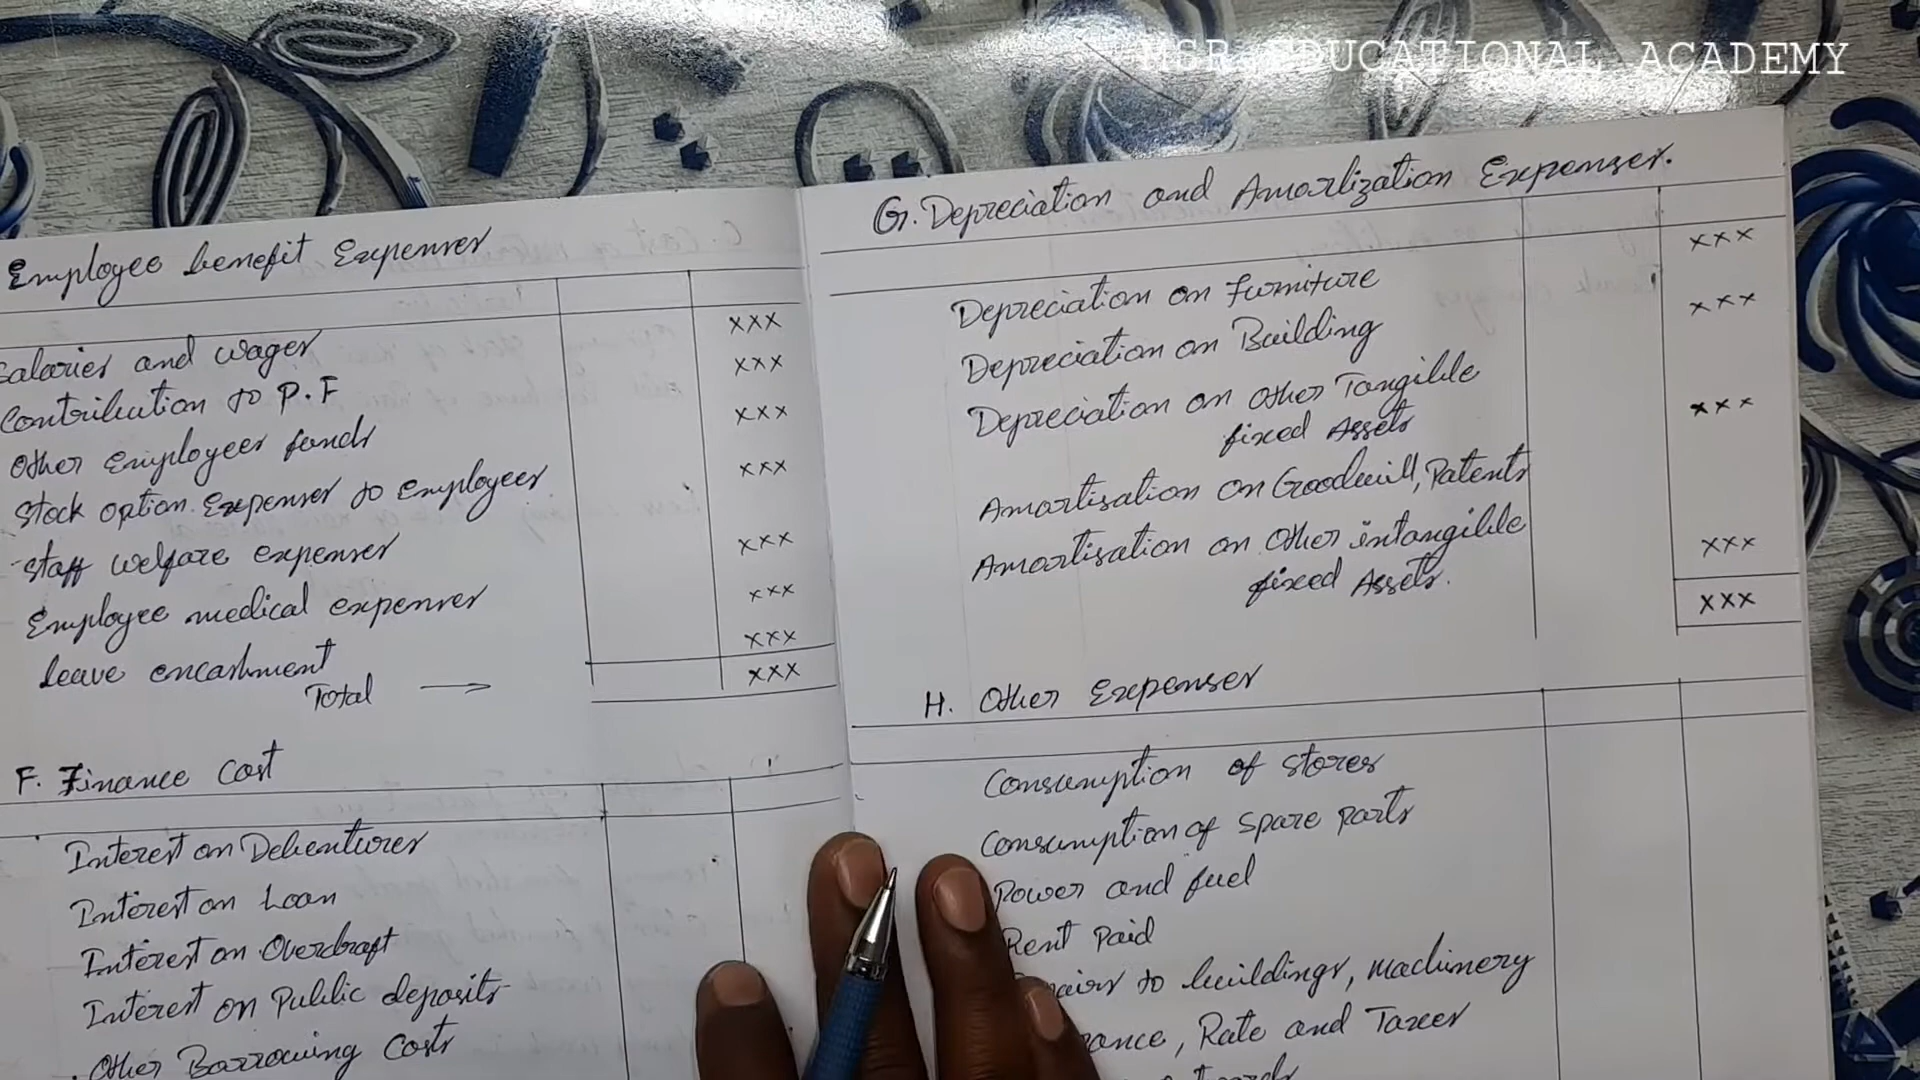 MSR EDUCATIONAL ACADEMY
Employee benefit Expenses
Salaries and wages xxx
Contribution to P.F xxx
Other Employees funds xxx
Stock option Expenses to Employees xxx
Staff welfare expenses xxx
Employee medical expenses xxx
Leave encashment xxx
Total → xxx
F. Finance Cost
Interest on Debentures
Interest on Loan
Interest on Overdraft
Interest on Public deposits
Other Borrowing Costs
G. Depreciation and Amortization Expenses.
Depreciation on Furniture xxx
Depreciation on Building xxx
Depreciation on Other Tangible
fixed Assets xxx
Amortisation on Goodwill, Patents
Amortisation on Other intangible
fixed Assets. xxx
xxx
H. Other Expenses
Consumption of Stores
Consumption of Spare Parts
Power and fuel
Rent Paid
to buildings, machinery
Rate and Taxes